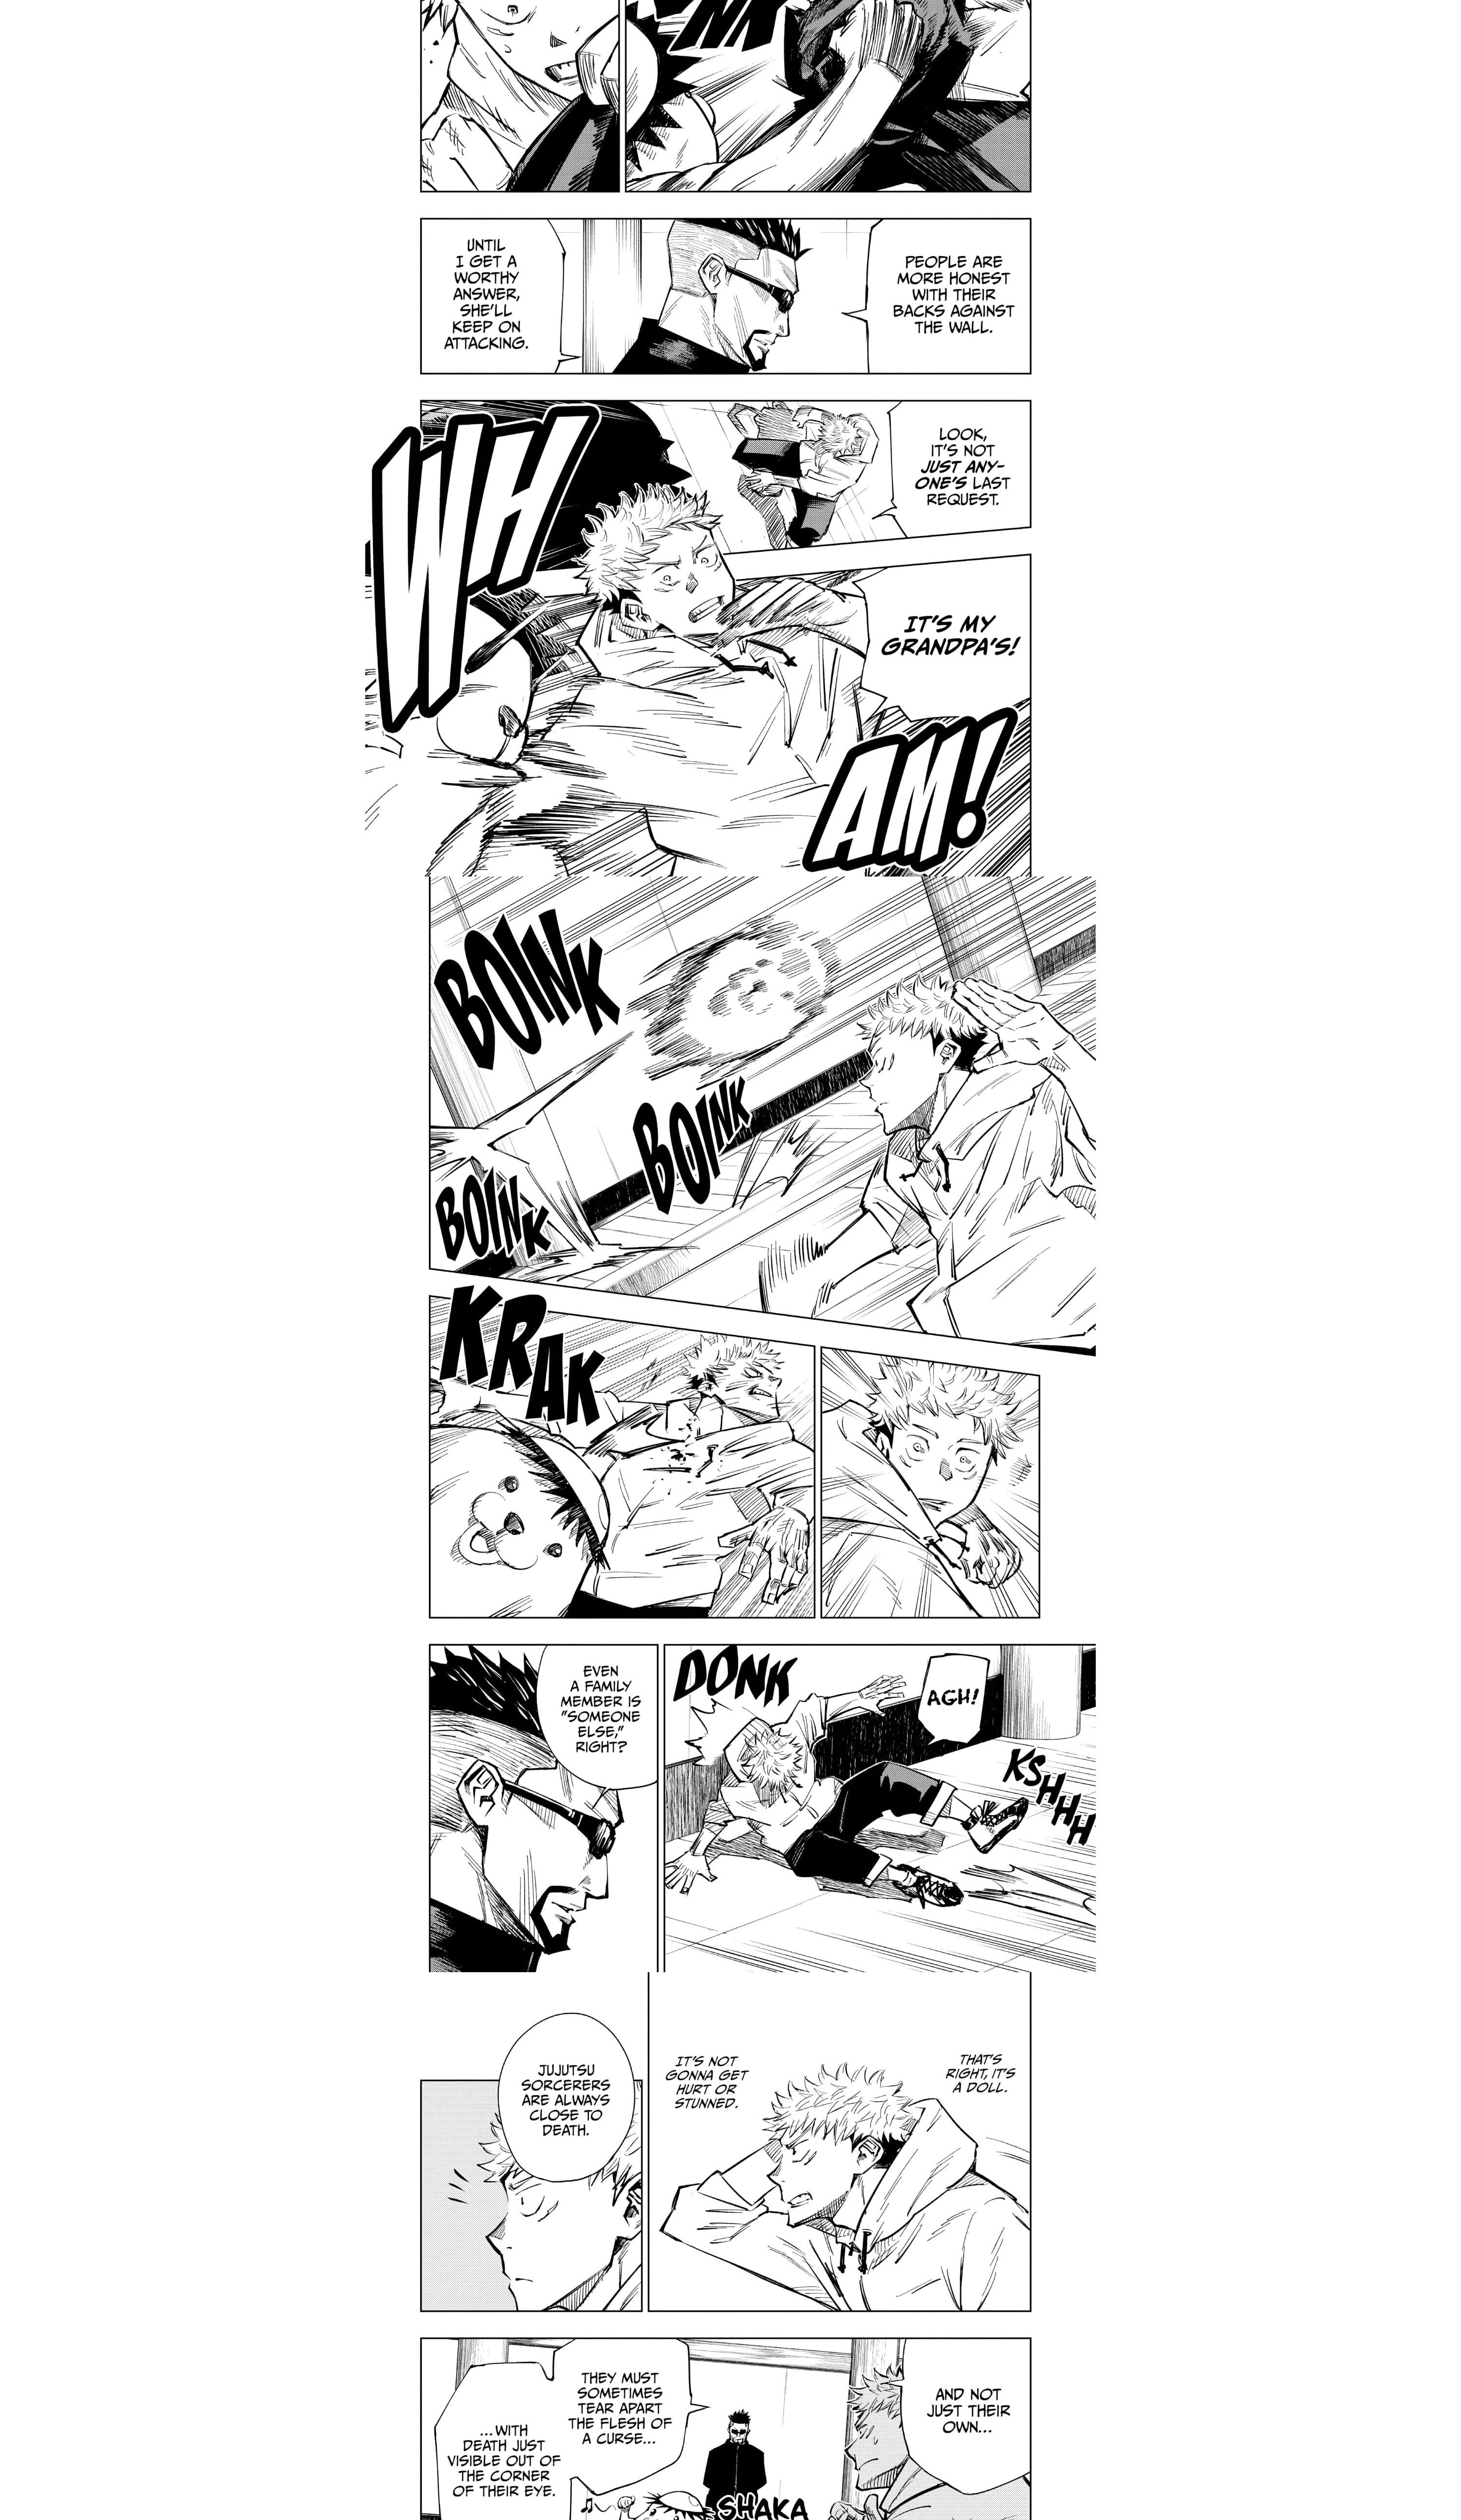 NK
PEOPLE ARE
MORE HONEST
WITH THEIR
BACKS AGAINST
THE WALL.
UNTIL
I GET A
WORTHY
ANSWER,
SHE'LL
KEEP ON
ATTACKING.
LOOK,
IT'S NOT
JUST ANY-
ONE'S LAST
REQUEST.
IT'S MY
GRANDPA'S!
WH
AM!
BOINK
BOINK
BOINK
KRAK
DONK
AGH!
KSHHH
EVEN
A FAMILY
MEMBER IS
"SOMEONE
ELSE,"
RIGHT?
THAT'S
RIGHT, IT'S
A DOLL.
IT'S NOT
GONNA GET
HURT OR
STUNNED.
JUJUTSU
SORCERERS
ARE ALWAYS
CLOSE TO
DEATH.
AND NOT
JUST THEIR
OWN...
THEY MUST
SOMETIMES
TEAR APART
THE FLESH OF
A CURSE...
...WITH
DEATH JUST
VISIBLE OUT OF
THE CORNER
OF THEIR EYE.
SHAKA